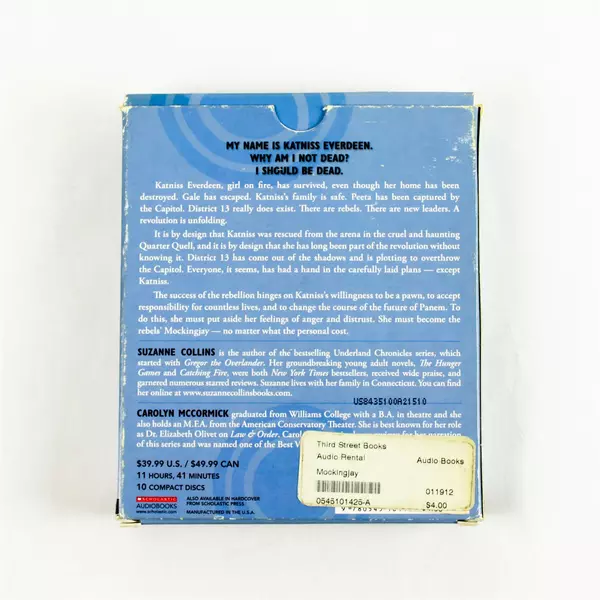 MY NAME IS KATNISS EVERDEEN.
WHY AM I NOT DEAD?
I SHOULD BE DEAD.
Katniss Everdeen, girl on fire, has survived, even though her home has been
destroyed. Gale has escaped. Katniss's family is safe. Peeta has been captured by
the Capitol. District 13 really does exist. There are rebels. There are new leaders. A
revolution is unfolding.
It is by design that Katniss was rescued from the arena in the cruel and haunting
Quarter Quell, and it is by design that she has long been part of the revolution without
knowing it. District 13 has come out of the shadows and is plotting to overthrow
the Capitol. Everyone, it seems, has had a hand in the carefully laid plans — except
Katniss.
The success of the rebellion hinges on Katniss's willingness to be a pawn, to accept
responsibility for countless lives, and to change the course of the future of Panem. To
do this, she must put aside her feelings of anger and distrust. She must become the
rebels' Mockingjay — no matter what the personal cost.
SUZANNE COLLINS is the author of the bestselling Underland Chronicles series, which
started with Gregor the Overlander. Her groundbreaking young adult novels, The Hunger
Games and Catching Fire, were both New York Times bestsellers, received wide praise, and
garnered numerous starred reviews. Suzanne lives with her family in Connecticut. You can find
her online at www.suzannecollinsbooks.com.
US8435100A21510
CAROLYN MCCORMICK graduated from Williams College with a B.A. in theatre and she
also holds an M.F.A. from the American Conservatory Theater. She is best known for her role
as Dr. Elizabeth Olivet on Law & Order.
of this series and was named one of the Best
$39.99 U.S. / $49.99 CAN
11 HOURS, 41 MINUTES
10 COMPACT DISCS
SCHOLASTIC
AUDIOBOOKS
www.scholastic.com
ALSO AVAILABLE IN HARDCOVER
FROM SCHOLASTIC PRESS
MANUFACTURED IN THE U.S.A.
Third Street Books
Audio Rental
Audio Books
Mockingjay
011912
0545101425-A
$4.00